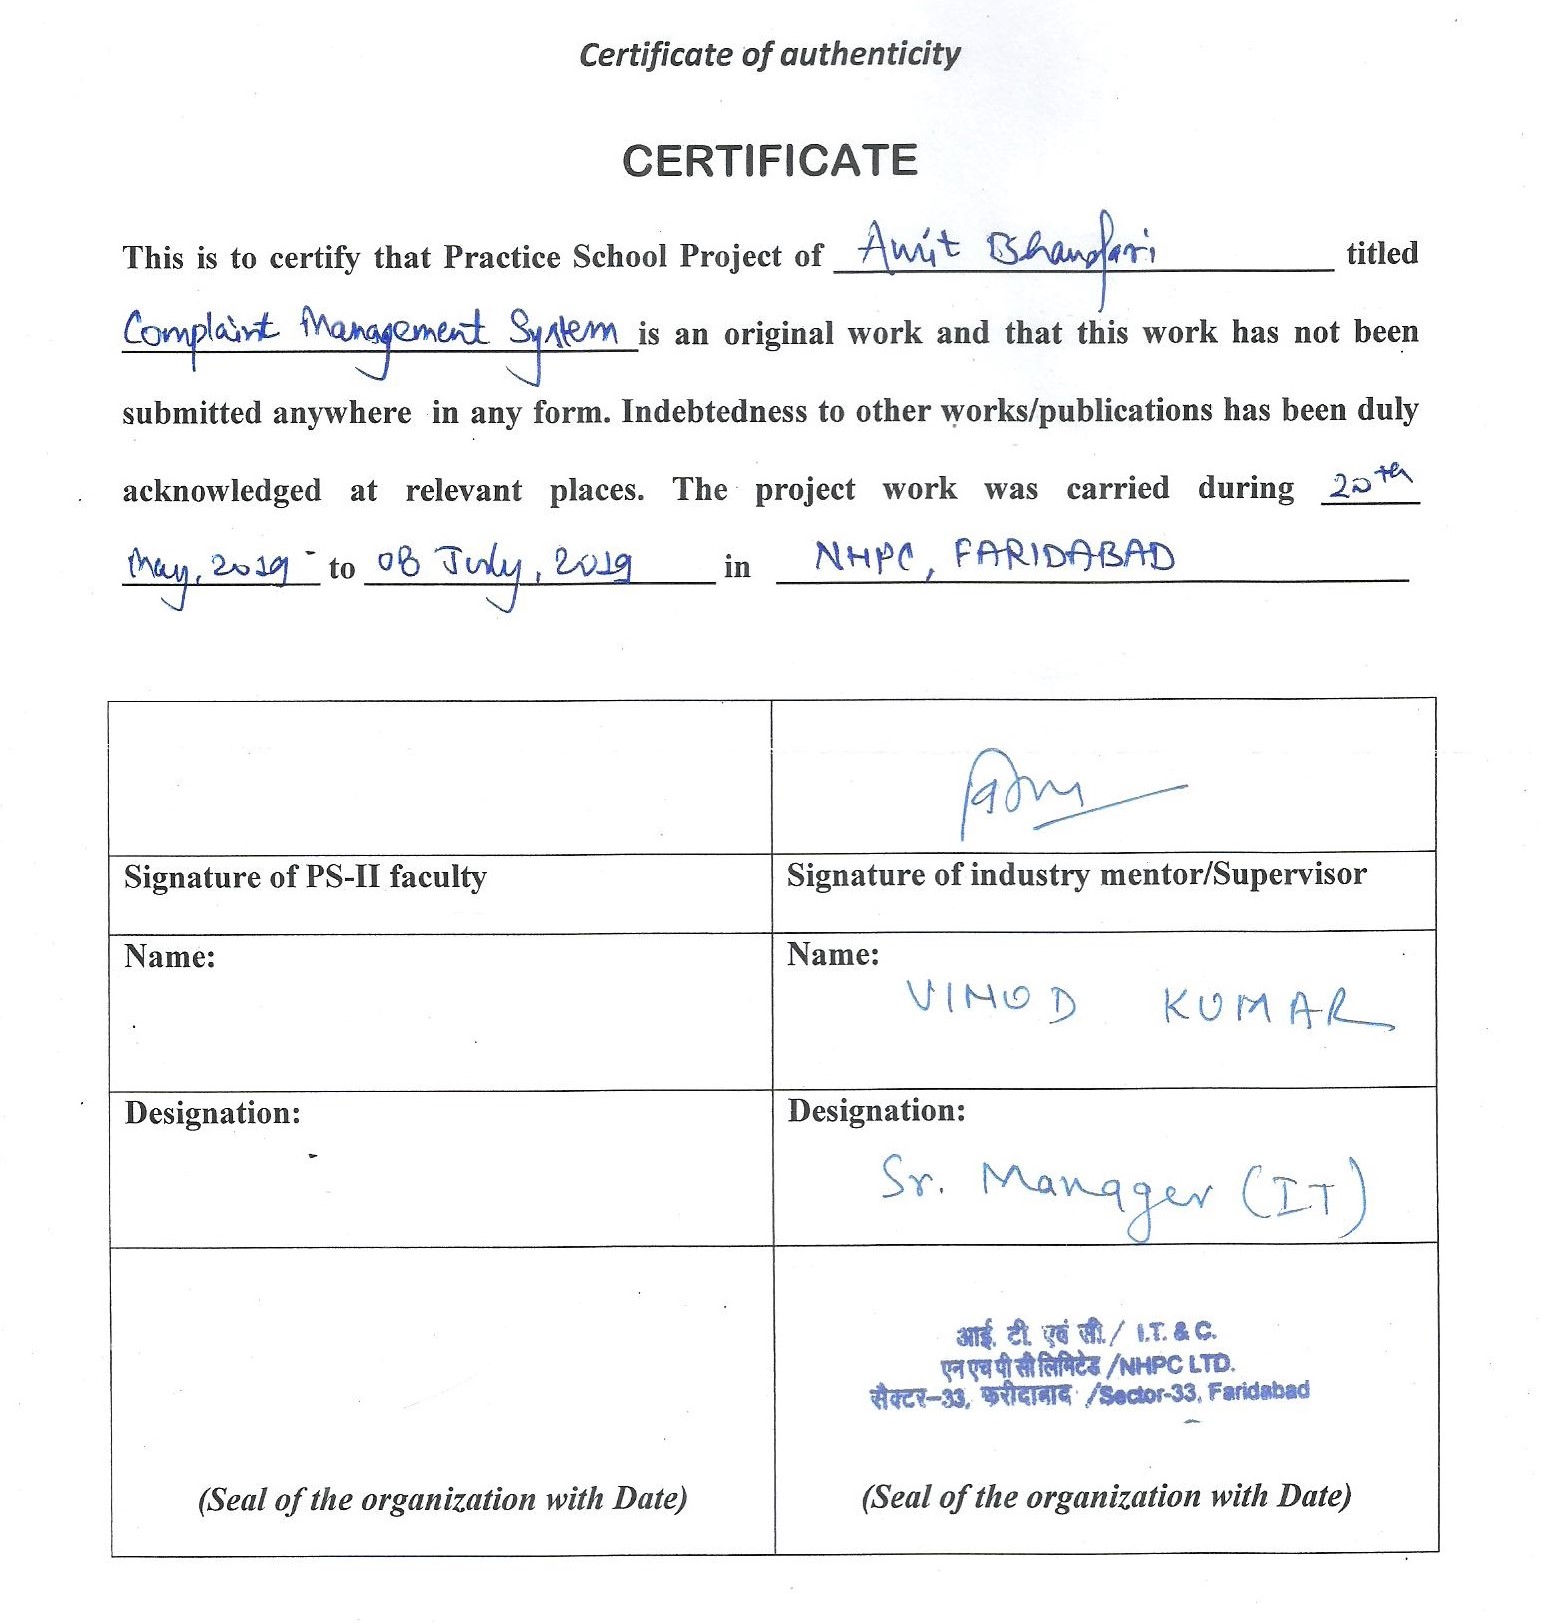 Certificate of authenticity
CERTIFICATE
This is to certify that Practice School Project of Amit Bhandari titled
Complaint Management System is an original work and that this work has not been
submitted anywhere in any form. Indebtedness to other works/publications has been duly
acknowledged at relevant places. The project work was carried during 20th
May, 2019 to 08 July, 2019 in NHPC, FARIDABAD
Signature of PS-II faculty
Signature of industry mentor/Supervisor
Name:
Name:
VINOD KUMAR
Designation:
Designation:
Sr. Manager (IT)
आई. टी. एवं सी. / I.T. & C.
एन एच पी सी लिमिटेड /NHPC LTD.
सैक्टर-33, फरीदाबाद /Sector-33, Faridabad
(Seal of the organization with Date)
(Seal of the organization with Date)